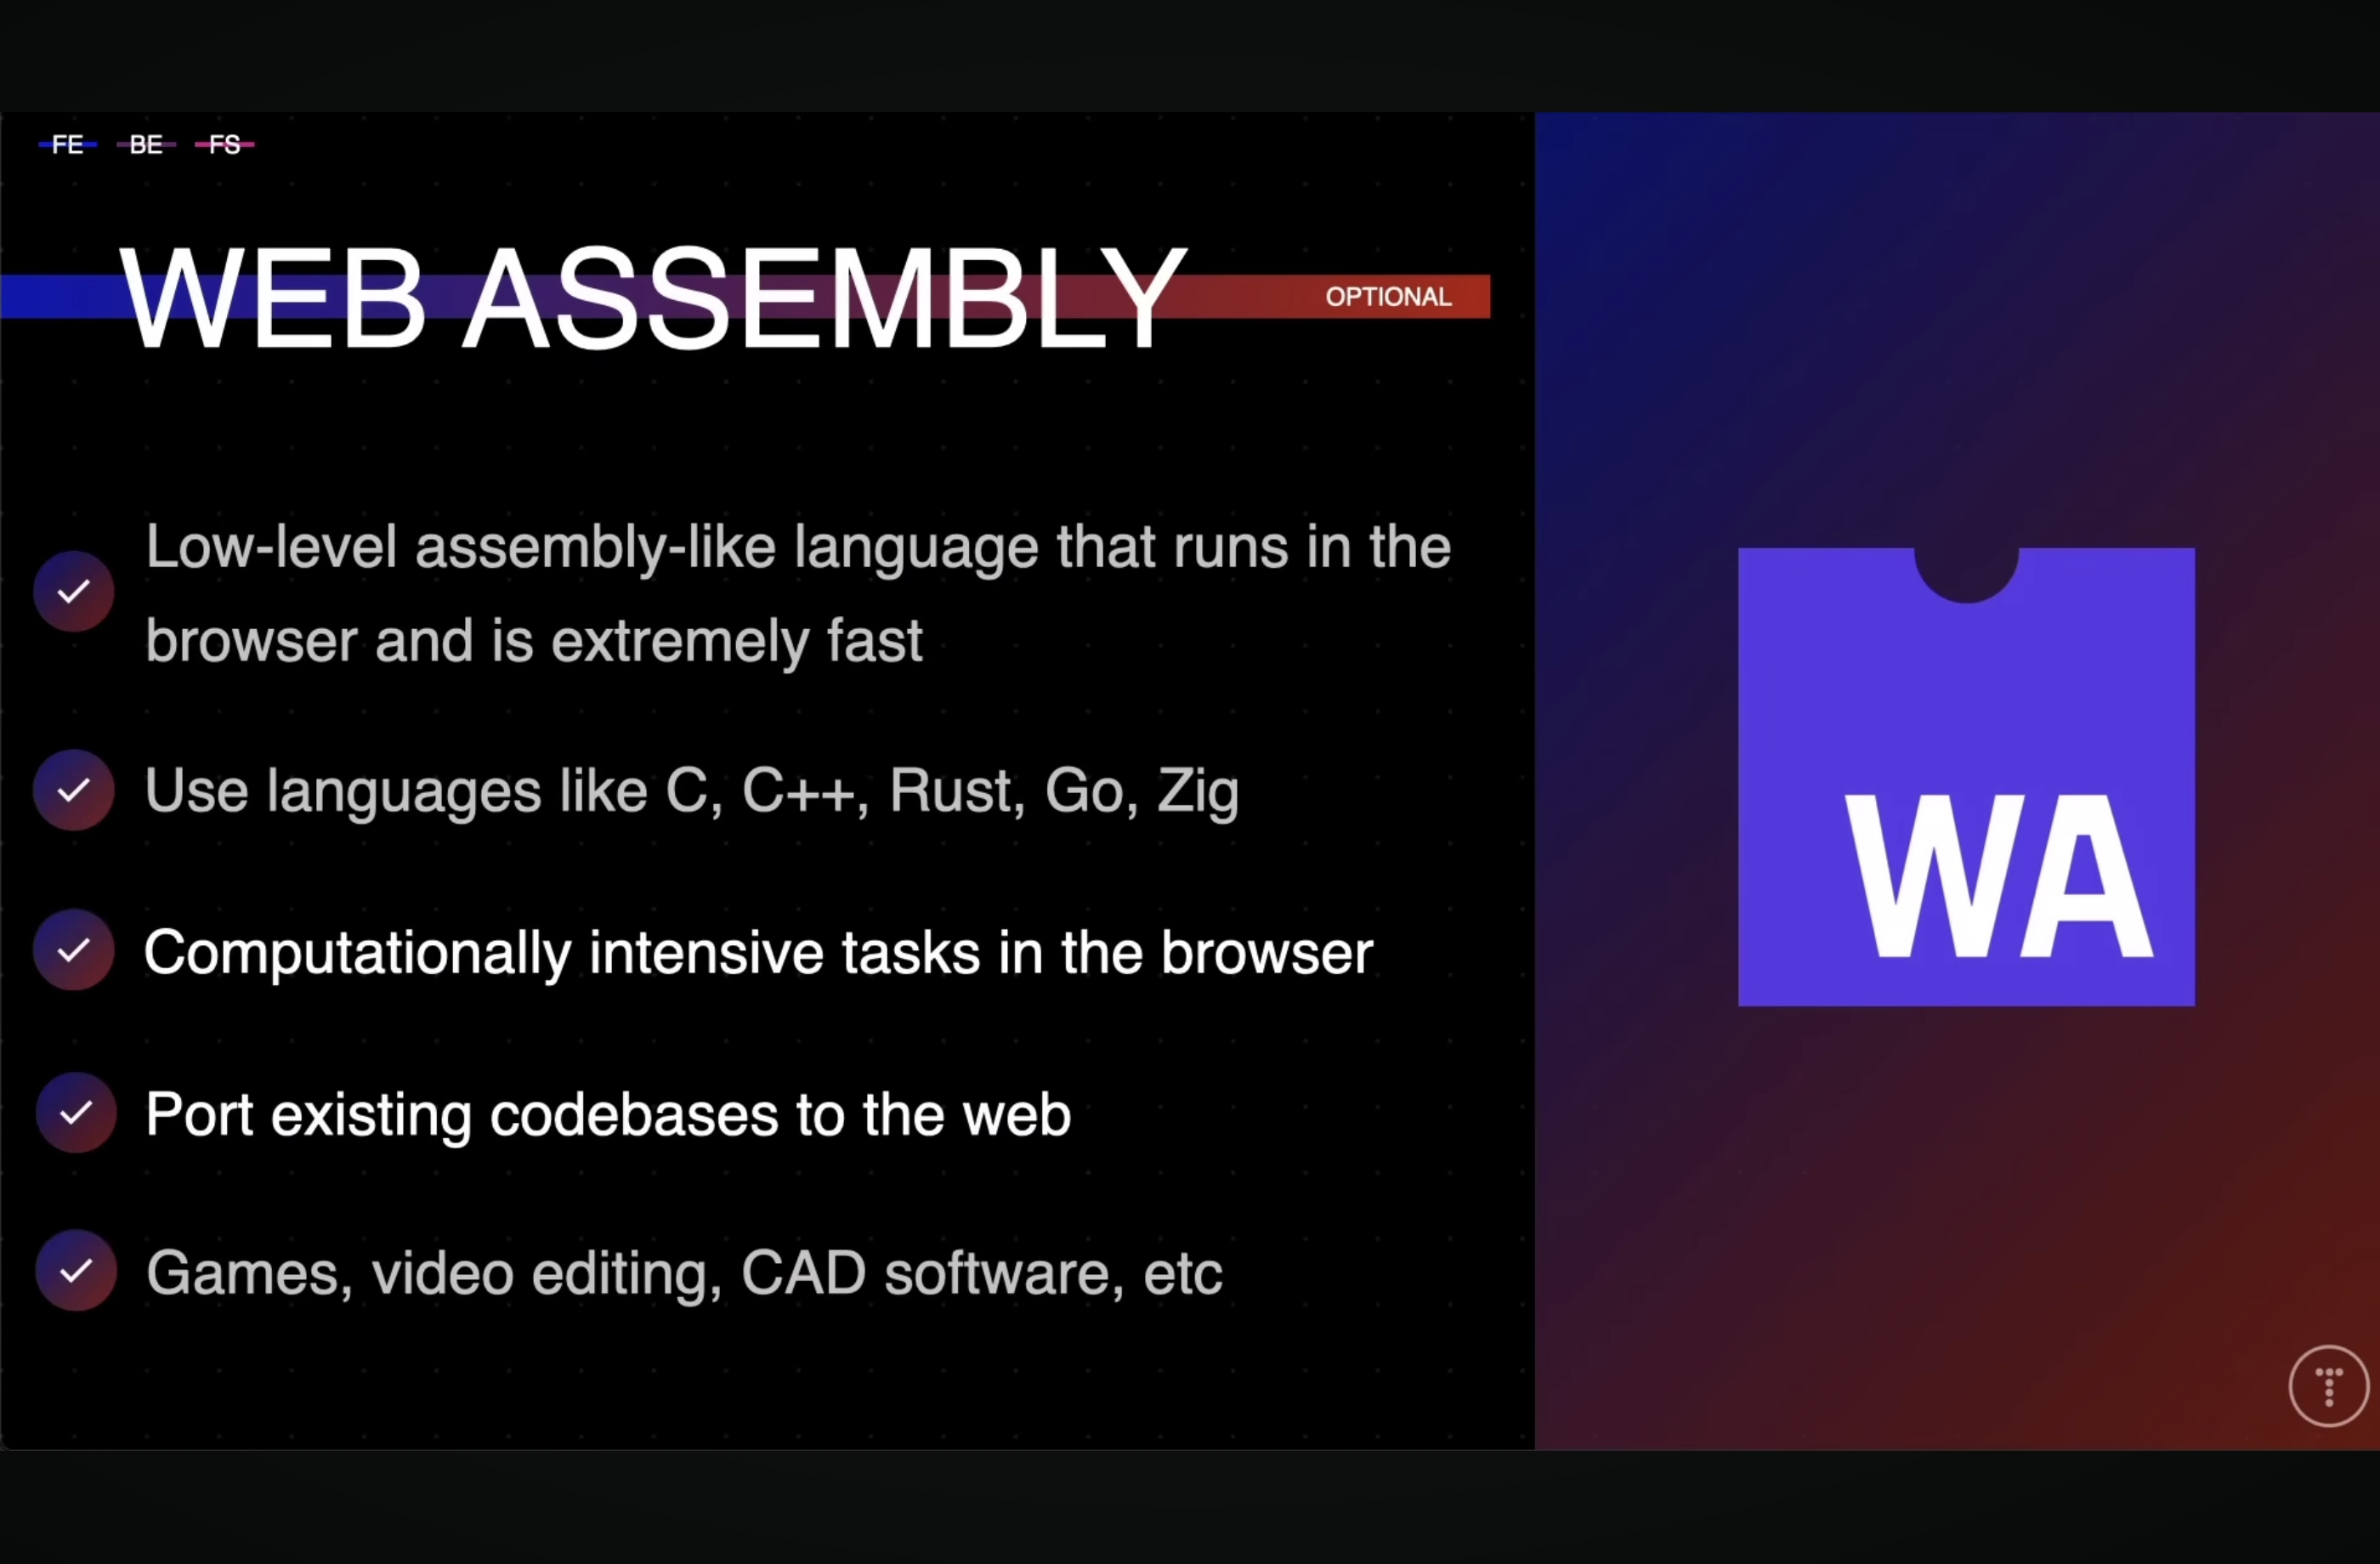 FE BE FS
WEB ASSEMBLY
OPTIONAL
Low-level assembly-like language that runs in the
browser and is extremely fast
Use languages like C, C++, Rust, Go, Zig
Computationally intensive tasks in the browser
Port existing codebases to the web
Games, video editing, CAD software, etc
WA
T